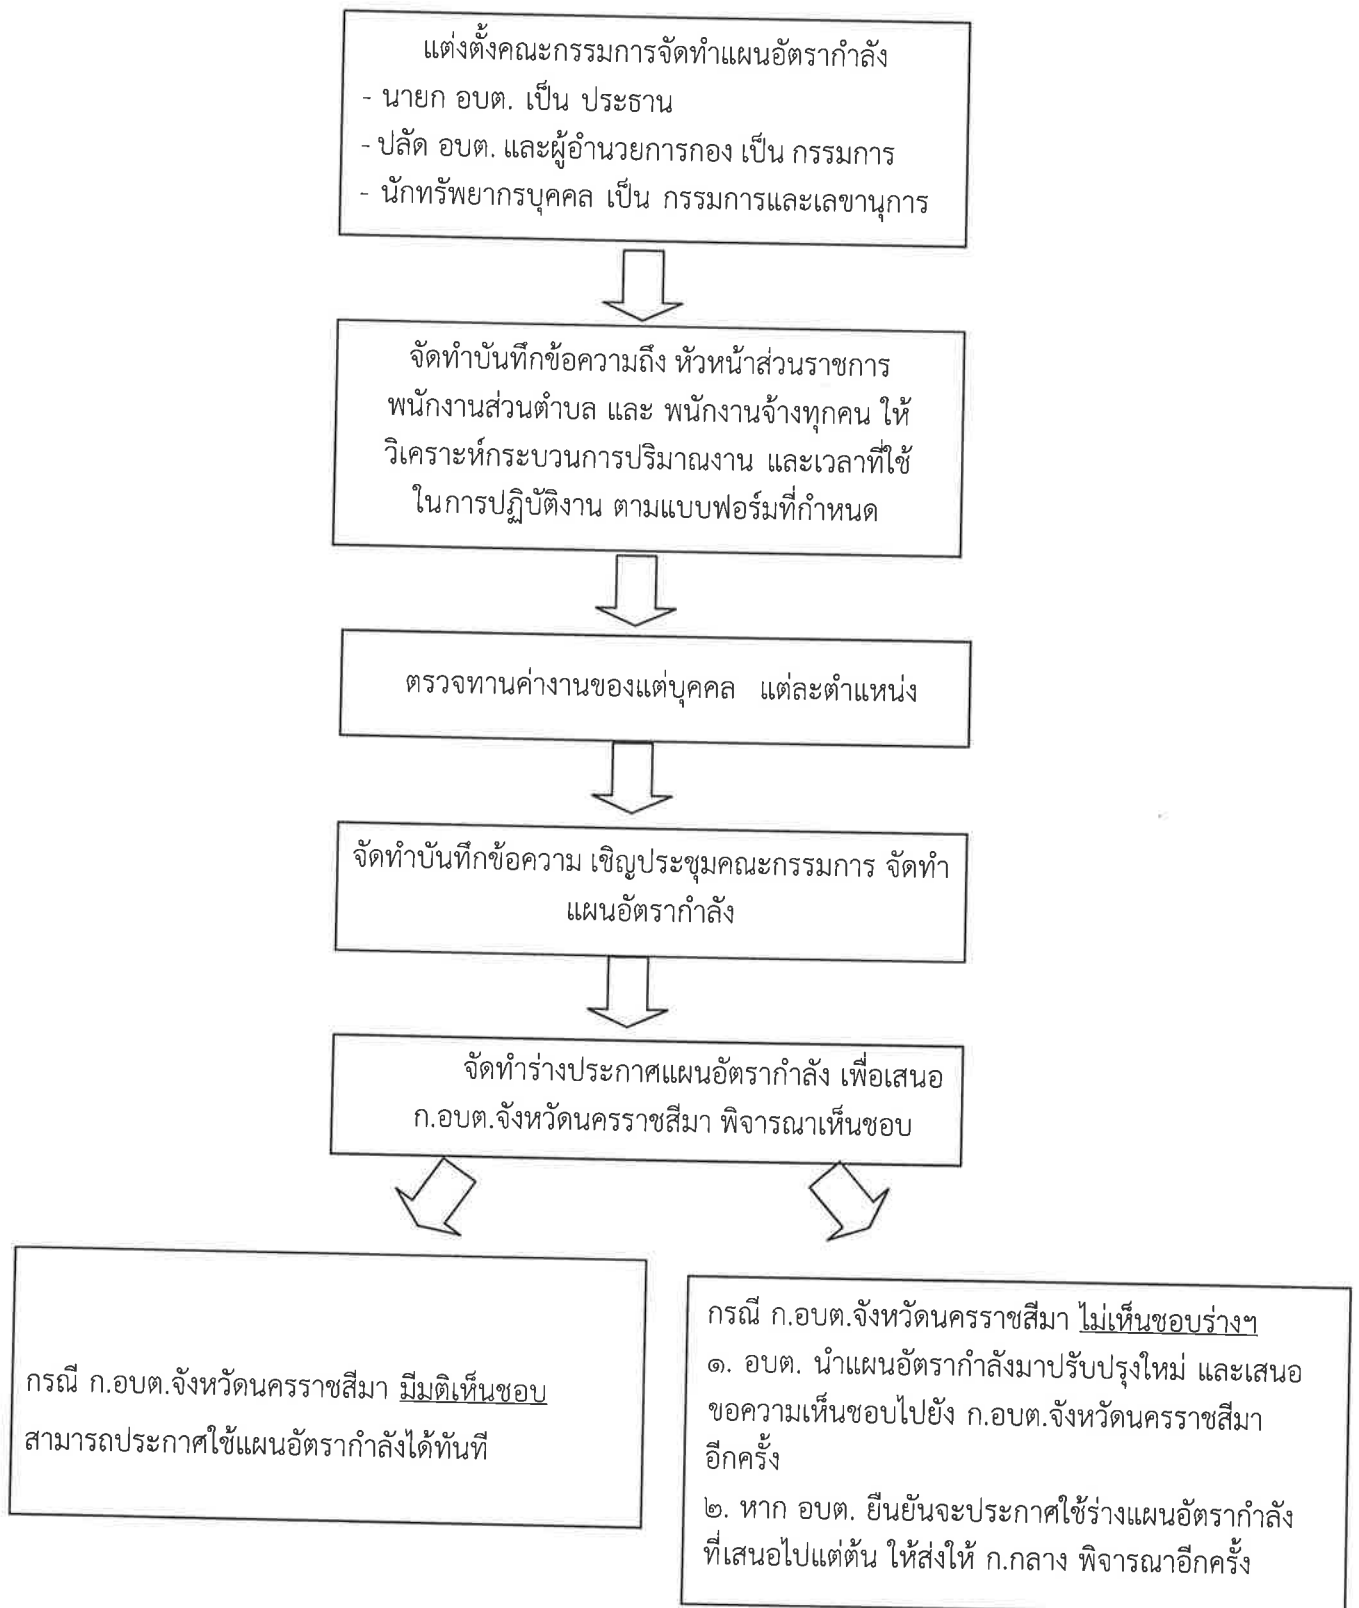 แต่งตั้งคณะกรรมการจัดทำแผนอัตรากำลัง
- นายก อบต. เป็น ประธาน
- ปลัด อบต. และผู้อำนวยการกอง เป็น กรรมการ
- นักทรัพยากรบุคคล เป็น กรรมการและเลขานุการ
จัดทำบันทึกข้อความถึง หัวหน้าส่วนราชการ
พนักงานส่วนตำบล และ พนักงานจ้างทุกคน ให้
วิเคราะห์กระบวนการปริมาณงาน และเวลาที่ใช้
ในการปฏิบัติงาน ตามแบบฟอร์มที่กำหนด
ตรวจทานค่างานของแต่บุคคล แต่ละตำแหน่ง
จัดทำบันทึกข้อความ เชิญประชุมคณะกรรมการ จัดทำ
แผนอัตรากำลัง
จัดทำร่างประกาศแผนอัตรากำลัง เพื่อเสนอ
ก.อบต.จังหวัดนครราชสีมา พิจารณาเห็นชอบ
กรณี ก.อบต.จังหวัดนครราชสีมา มีมติเห็นชอบ
สามารถประกาศใช้แผนอัตรากำลังได้ทันที
กรณี ก.อบต.จังหวัดนครราชสีมา ไม่เห็นชอบร่างฯ
๑. อบต. นำแผนอัตรากำลังมาปรับปรุงใหม่ และเสนอ
ขอความเห็นชอบไปยัง ก.อบต.จังหวัดนครราชสีมา
อีกครั้ง
๒. หาก อบต. ยืนยันจะประกาศใช้ร่างแผนอัตรากำลัง
ที่เสนอไปแต่ต้น ให้ส่งให้ ก.กลาง พิจารณาอีกครั้ง